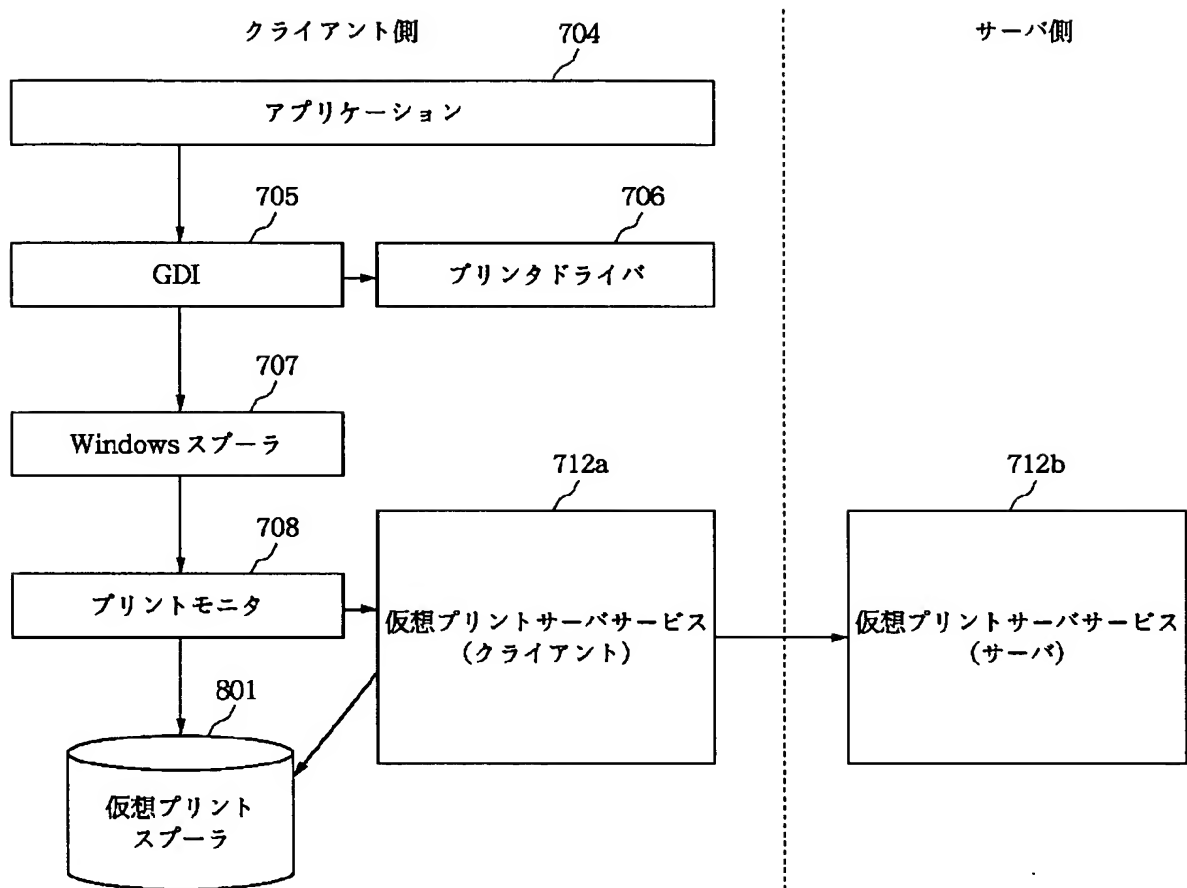 クライアント側
サーバ側
704
アプリケーション
705
706
GDI
プリンタドライバ
707
Windowsスプーラ
712a
712b
708
プリントモニタ
仮想プリントサーバサービス
(クライアント)
仮想プリントサーバサービス
(サーバ)
801
仮想プリント
スプーラ